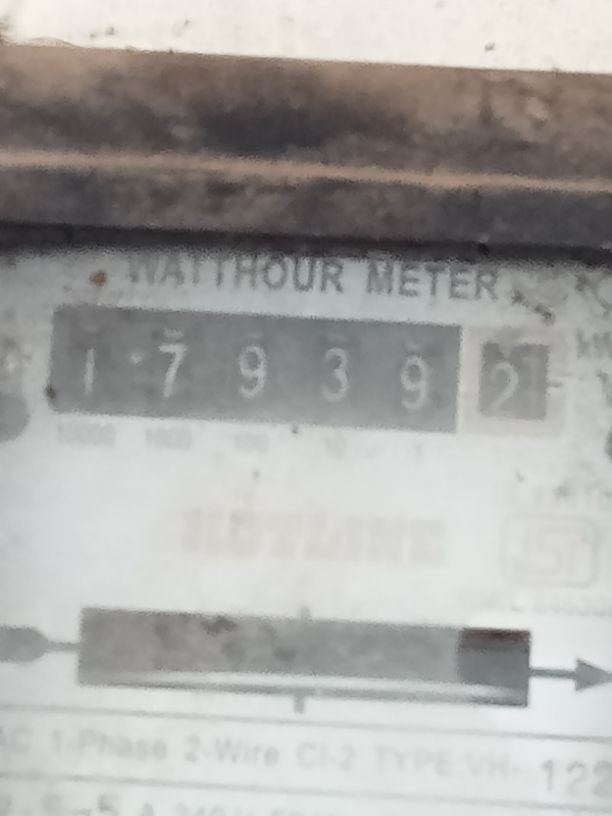 WATTHOUR METER
1 7 9 3 9 2
10000 1000 100 10 1
HOTLINE
AC 1-Phase 2-Wire Cl-2 TYPE:VH- 122